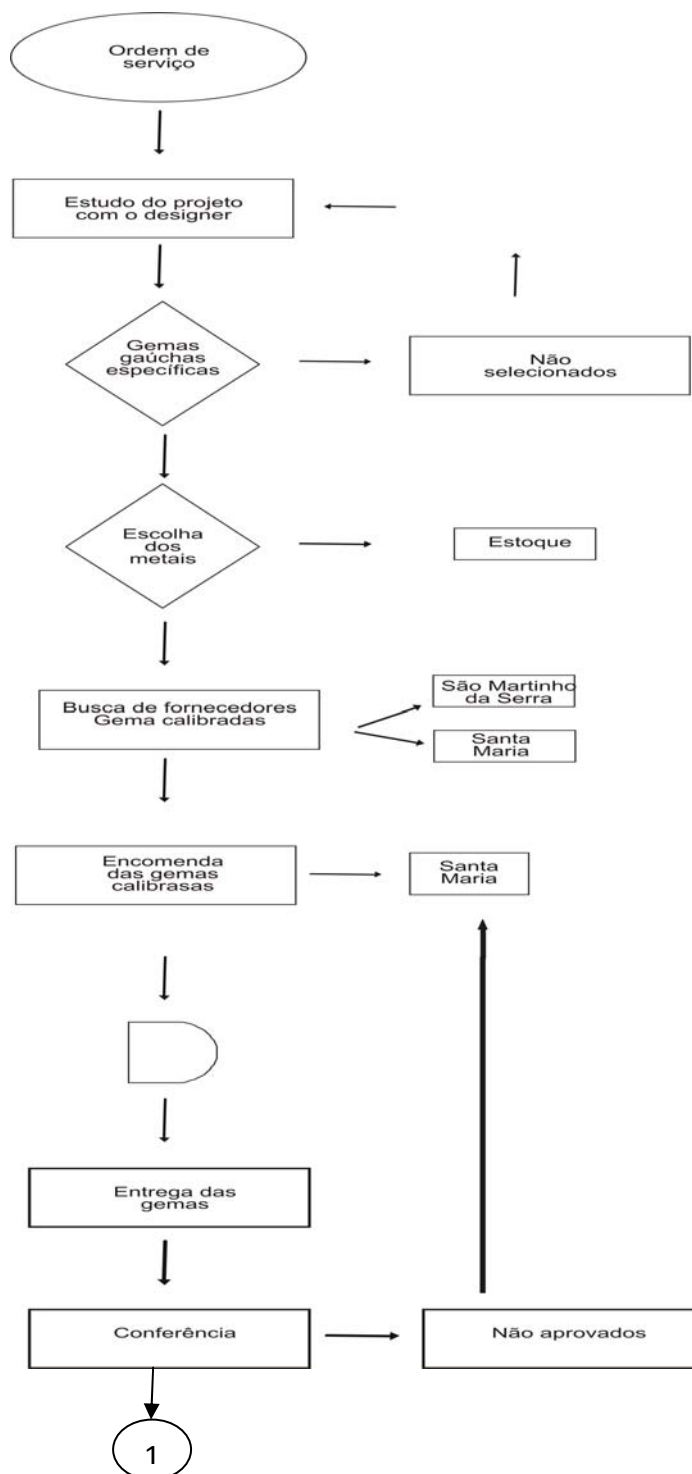 Ordem de
serviço
Estudo do projeto
com o designer
Gemas
gaúchas
específicas
Não
selecionados
Escolha
dos
metais
Estoque
Busca de fornecedores
Gema calibradas
São Martinho
da Serra
Santa
Maria
Encomenda
das gemas
calibrasas
Santa
Maria
Entrega das
gemas
Conferência
Não aprovados
1